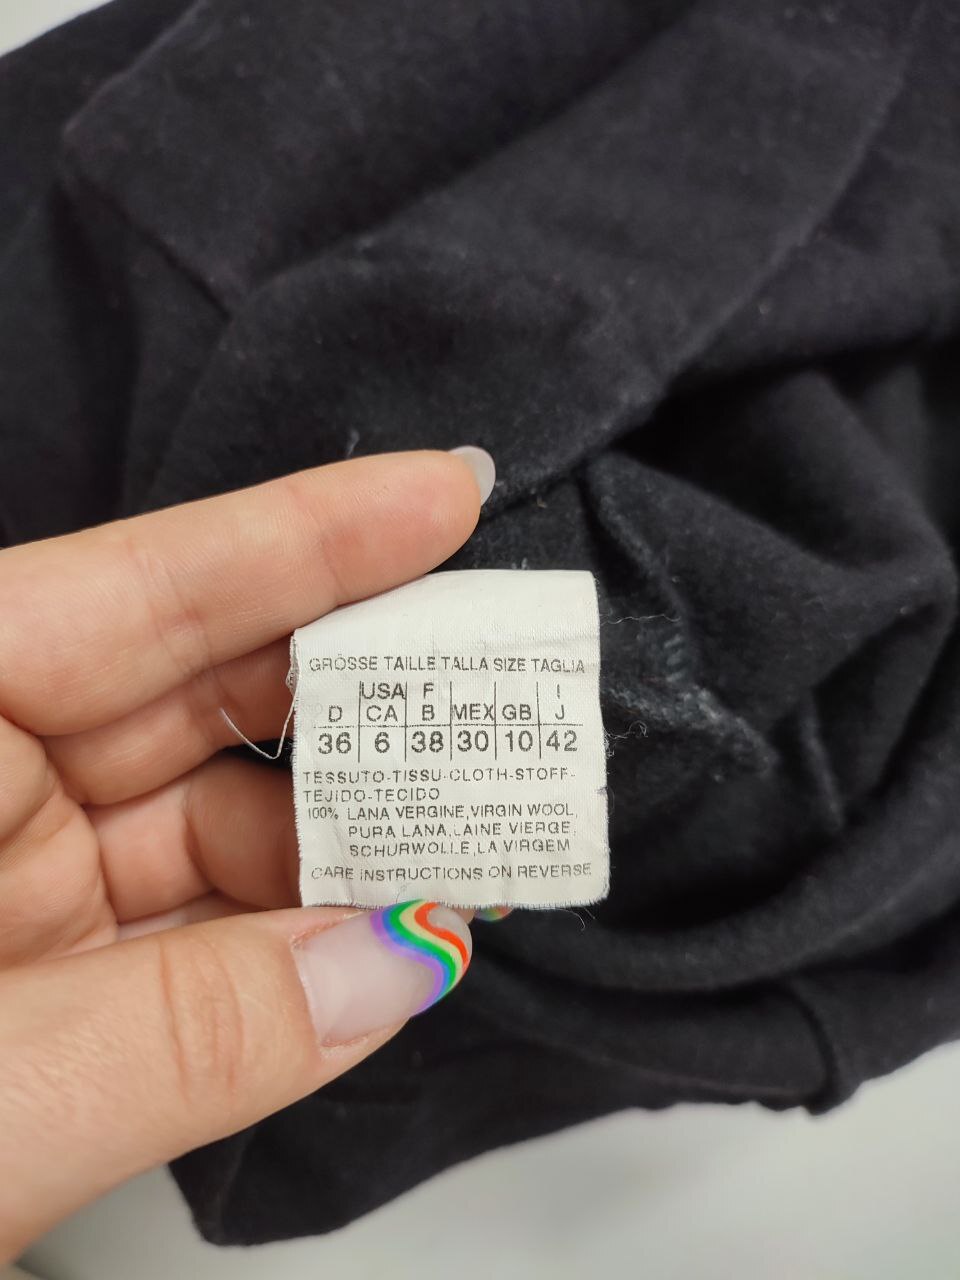 GRÖSSE TAILLE TALLA SIZE TAGLIA
USA F I
D CA B MEX GB J
36 6 38 30 10 42
TESSUTO-TISSU-CLOTH-STOFF-
TEJIDO-TECIDO
100% LANA VERGINE, VIRGIN WOOL,
PURA LANA, LAINE VIERGE,
SCHURWOLLE, LA VIRGEM
CARE INSTRUCTIONS ON REVERSE